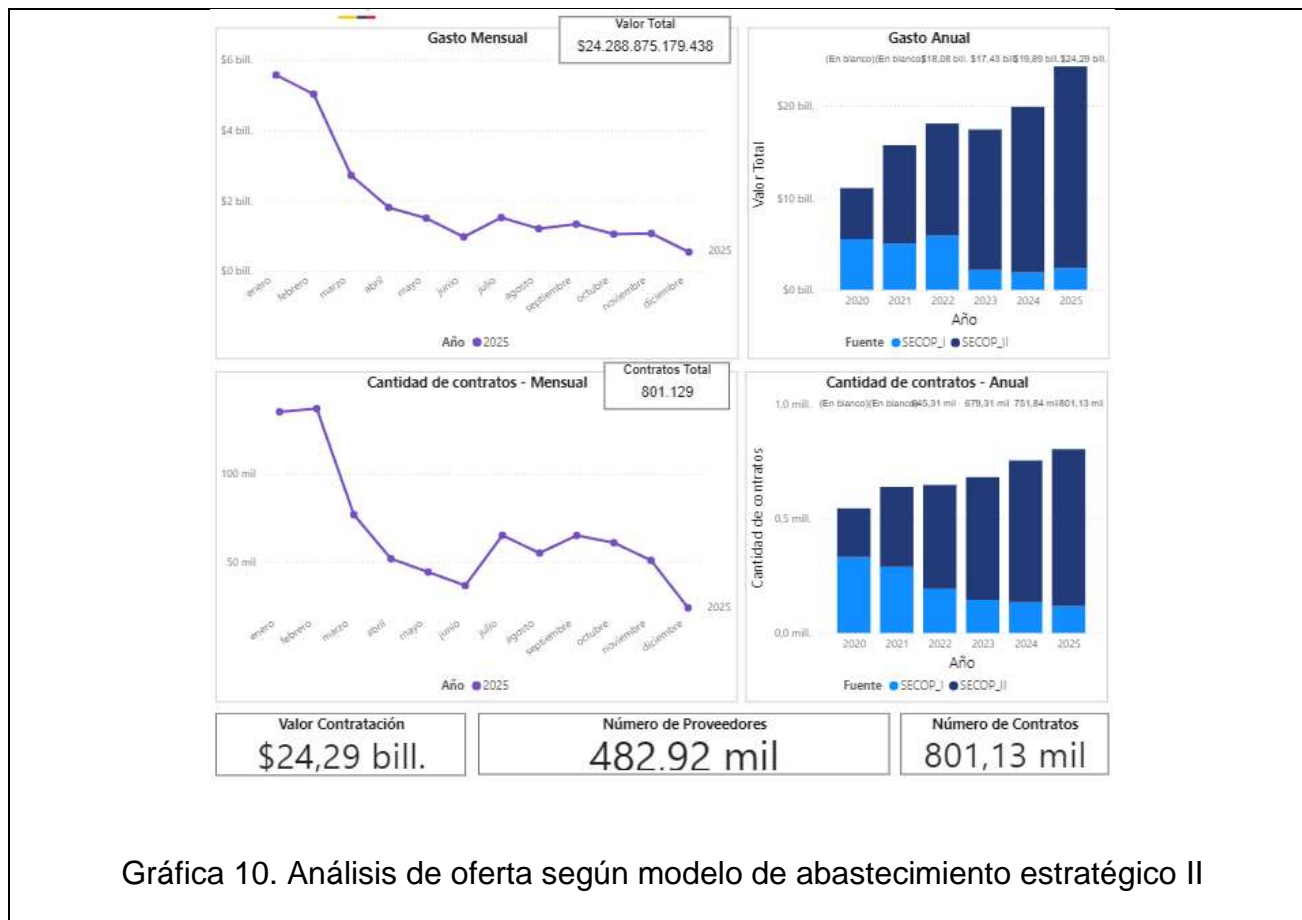 Gasto Mensual
Valor Total
$24.288.875.179.438
$6 bill.
$4 bill.
$2 bill.
$0 bill.
2025
enero
febrero
marzo
abril
mayo
junio
julio
agosto
septiembre
octubre
noviembre
diciembre
Año 2025
Gasto Anual
(En blanco) (En blanco) $18,08 bill. $17,43 bill. $19,89 bill. $24,29 bill.
Valor Total
$20 bill.
$10 bill.
$0 bill.
2020 2021 2022 2023 2024 2025
Año
Fuente SECOP_I SECOP_II
Cantidad de contratos - Mensual
Contratos Total
801.129
100 mil
50 mil
2025
enero
febrero
marzo
abril
mayo
junio
julio
agosto
septiembre
octubre
noviembre
diciembre
Año 2025
Cantidad de contratos - Anual
1,0 mill. (En blanco) (En blanco) 645,31 mil 679,31 mil 751,84 mil 801,13 mil
Cantidad de contratos
0,5 mill.
0,0 mill.
2020 2021 2022 2023 2024 2025
Año
Fuente SECOP_I SECOP_II
Valor Contratación
$24,29 bill.
Número de Proveedores
482.92 mil
Número de Contratos
801,13 mil
Gráfica 10. Análisis de oferta según modelo de abastecimiento estratégico II